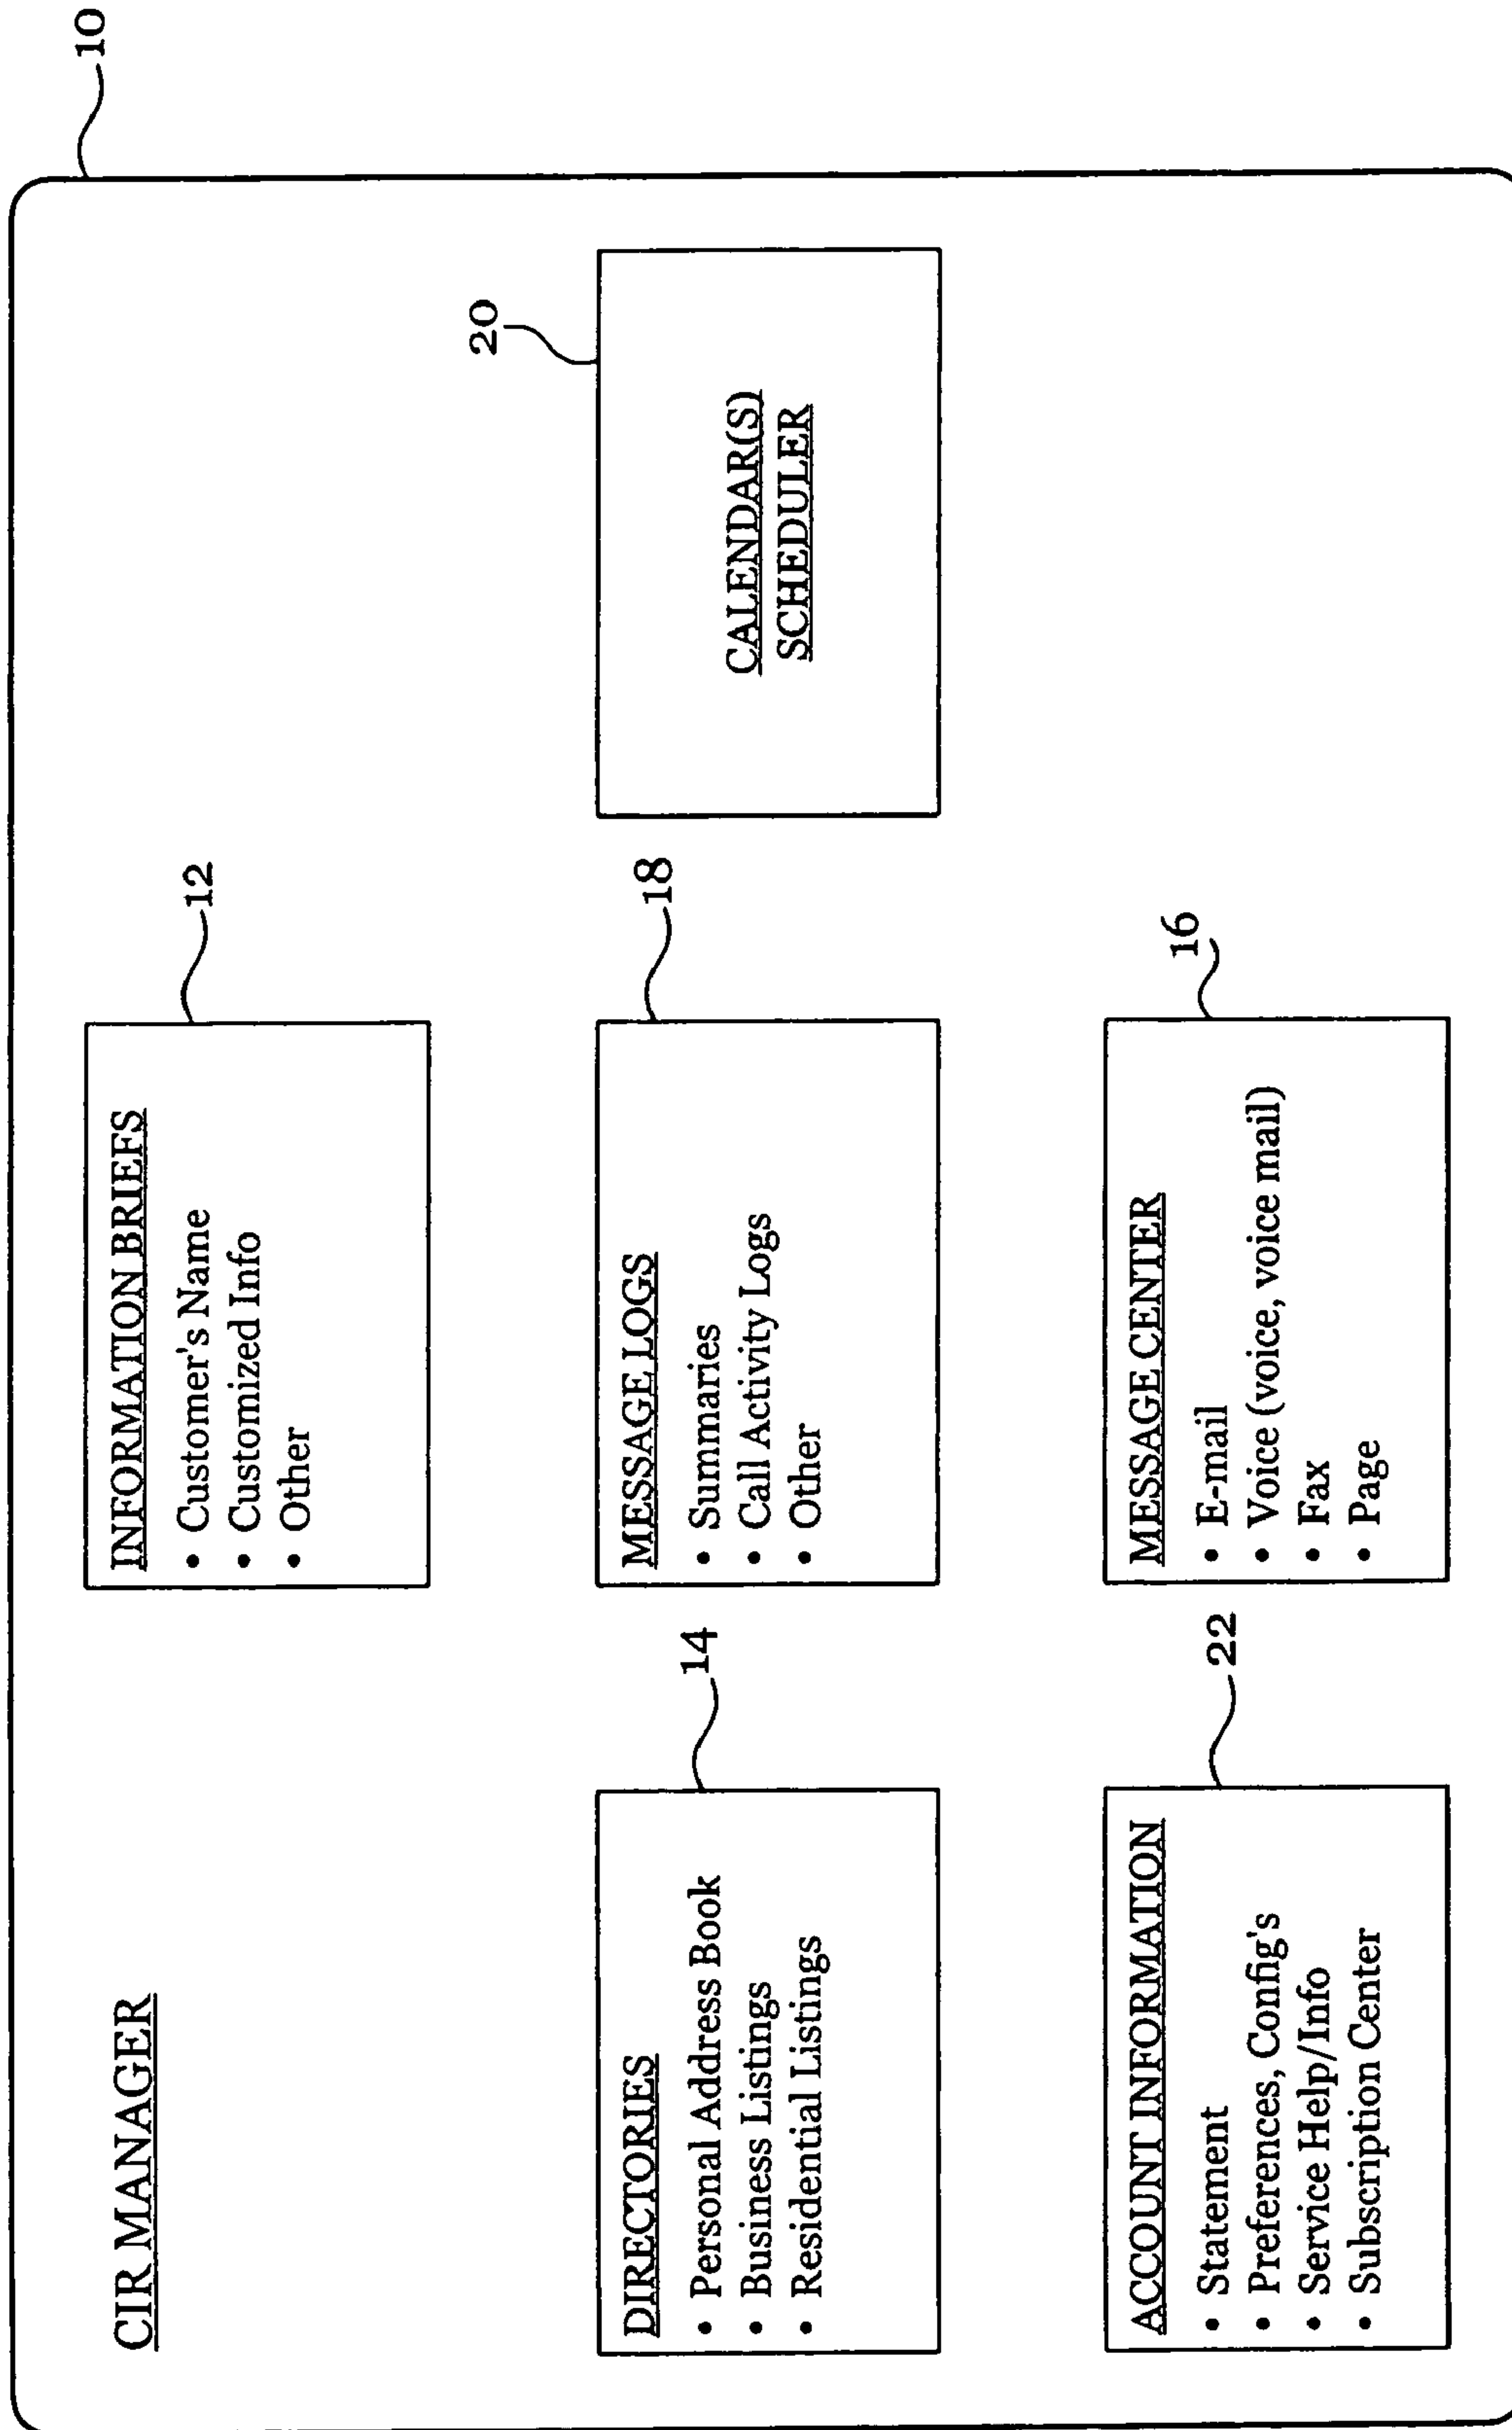 10
CIR MANAGER
12
INFORMATION BRIEFS
• Customer's Name
• Customized Info
• Other
14
DIRECTORIES
• Personal Address Book
• Business Listings
• Residential Listings
18
MESSAGE LOGS
• Summaries
• Call Activity Logs
• Other
20
CALENDAR(S)
SCHEDULER
22
ACCOUNT INFORMATION
• Statement
• Preferences, Config's
• Service Help/Info
• Subscription Center
16
MESSAGE CENTER
• E-mail
• Voice (voice, voice mail)
• Fax
• Page